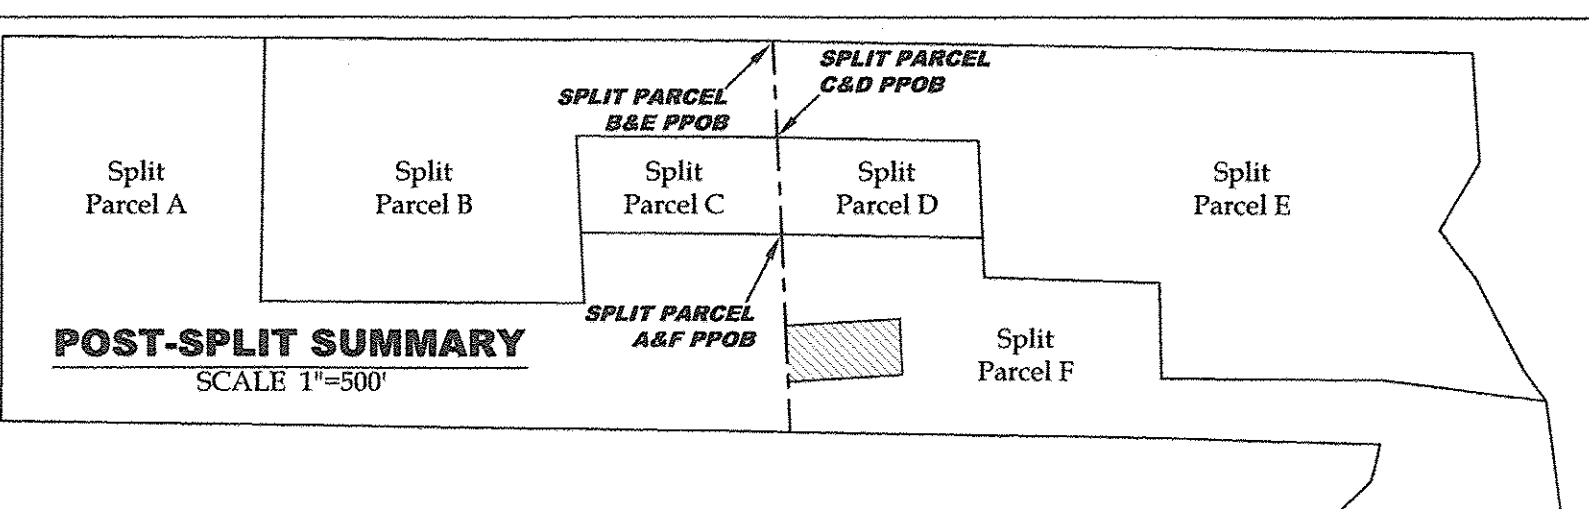 SPLIT PARCEL
C&D PPOB
SPLIT PARCEL
B&E PPOB
Split
Parcel A
Split
Parcel B
Split
Parcel C
Split
Parcel D
Split
Parcel E
SPLIT PARCEL
A&F PPOB
POST-SPLIT SUMMARY
SCALE 1"=500'
Split
Parcel F